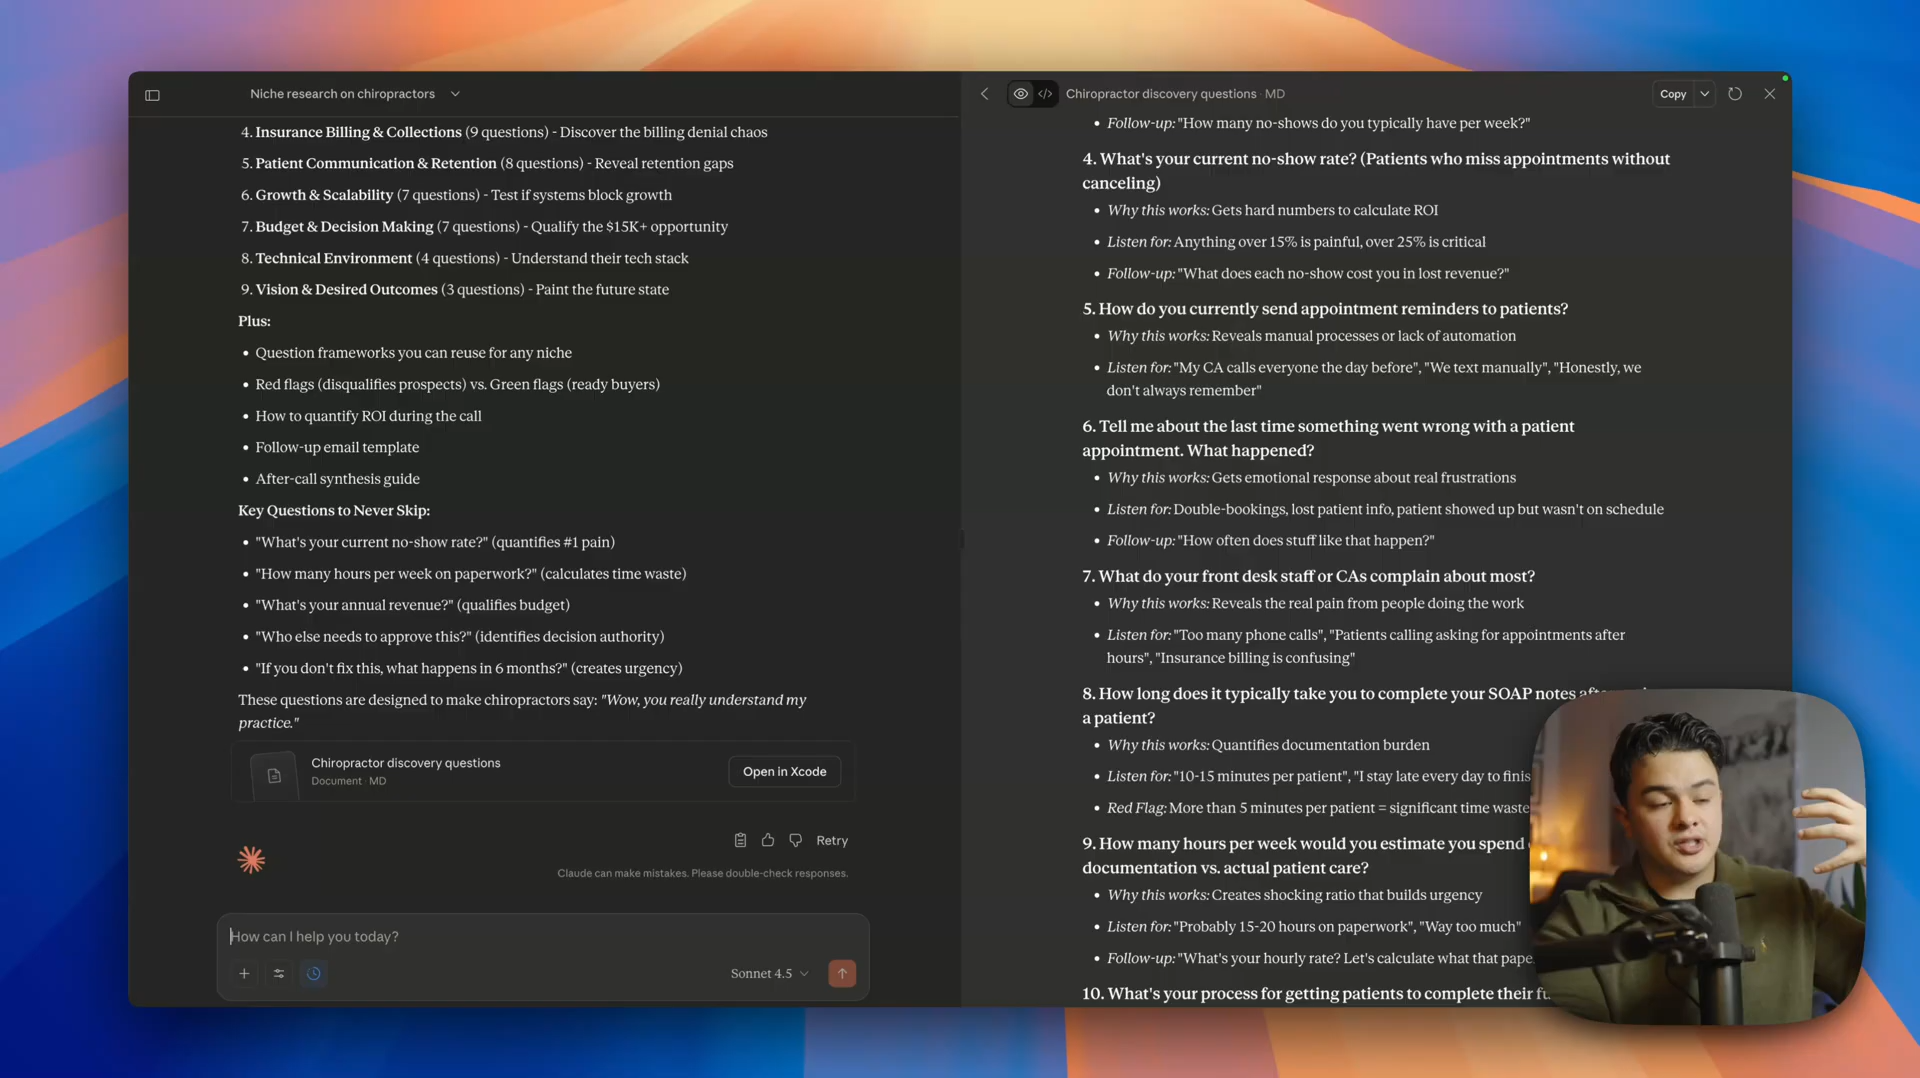 Niche research on chiropractors
4. Insurance Billing & Collections (9 questions) - Discover the billing denial chaos
5. Patient Communication & Retention (8 questions) - Reveal retention gaps
6. Growth & Scalability (7 questions) - Test if systems block growth
7. Budget & Decision Making (7 questions) - Qualify the $15K+ opportunity
8. Technical Environment (4 questions) - Understand their tech stack
9. Vision & Desired Outcomes (3 questions) - Paint the future state
Plus:
• Question frameworks you can reuse for any niche
• Red flags (disqualifies prospects) vs. Green flags (ready buyers)
• How to quantify ROI during the call
• Follow-up email template
• After-call synthesis guide
Key Questions to Never Skip:
• "What's your current no-show rate?" (quantifies #1 pain)
• "How many hours per week on paperwork?" (calculates time waste)
• "What's your annual revenue?" (qualifies budget)
• "Who else needs to approve this?" (identifies decision authority)
• "If you don't fix this, what happens in 6 months?" (creates urgency)
These questions are designed to make chiropractors say: "Wow, you really understand my
practice."
Chiropractor discovery questions
Document · MD
Open in Xcode
Retry
Claude can make mistakes. Please double-check responses.
How can I help you today?
Sonnet 4.5
Chiropractor discovery questions · MD
Copy
• Follow-up: "How many no-shows do you typically have per week?"
4. What's your current no-show rate? (Patients who miss appointments without
canceling)
• Why this works: Gets hard numbers to calculate ROI
• Listen for: Anything over 15% is painful, over 25% is critical
• Follow-up: "What does each no-show cost you in lost revenue?"
5. How do you currently send appointment reminders to patients?
• Why this works: Reveals manual processes or lack of automation
• Listen for: "My CA calls everyone the day before", "We text manually", "Honestly, we
don't always remember"
6. Tell me about the last time something went wrong with a patient
appointment. What happened?
• Why this works: Gets emotional response about real frustrations
• Listen for: Double-bookings, lost patient info, patient showed up but wasn't on schedule
• Follow-up: "How often does stuff like that happen?"
7. What do your front desk staff or CAs complain about most?
• Why this works: Reveals the real pain from people doing the work
• Listen for: "Too many phone calls", "Patients calling asking for appointments after
hours", "Insurance billing is confusing"
8. How long does it typically take you to complete your SOAP notes
a patient?
• Why this works: Quantifies documentation burden
• Listen for: "10-15 minutes per patient", "I stay late every day to
• Red Flag: More than 5 minutes per patient = significant time waste
9. How many hours per week would you estimate you spend
documentation vs. actual patient care?
• Why this works: Creates shocking ratio that builds urgency
• Listen for: "Probably 15-20 hours on paperwork", "Way too much"
• Follow-up: "What's your hourly rate? Let's calculate what that
10. What's your process for getting patients to complete their